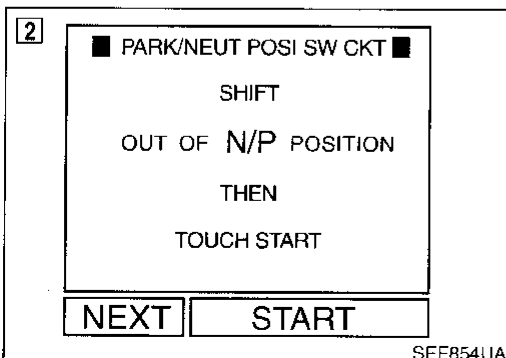 2
■ PARK/NEUT POSI SW CKT ■
SHIFT
OUT OF N/P POSITION
THEN
TOUCH START
NEXT START
SEF854UA